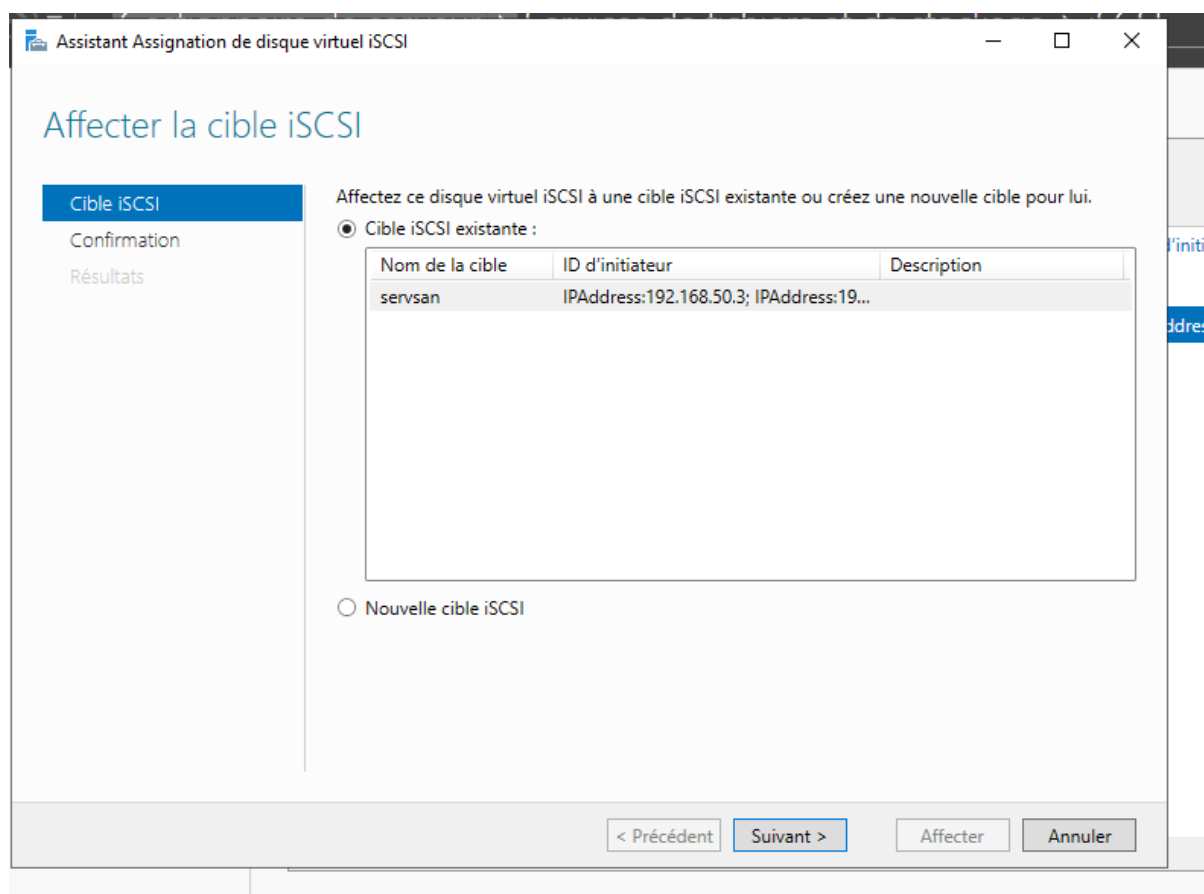 Assistant Assignation de disque virtuel iSCSI
Affecter la cible iSCSI
Cible iSCSI
Confirmation
Résultats
Affectez ce disque virtuel iSCSI à une cible iSCSI existante ou créez une nouvelle cible pour lui.
Cible iSCSI existante :
Nom de la cible ID d'initiateur Description
servsan IPAddress:192.168.50.3; IPAddress:19...
Nouvelle cible iSCSI
< Précédent Suivant > Affecter Annuler